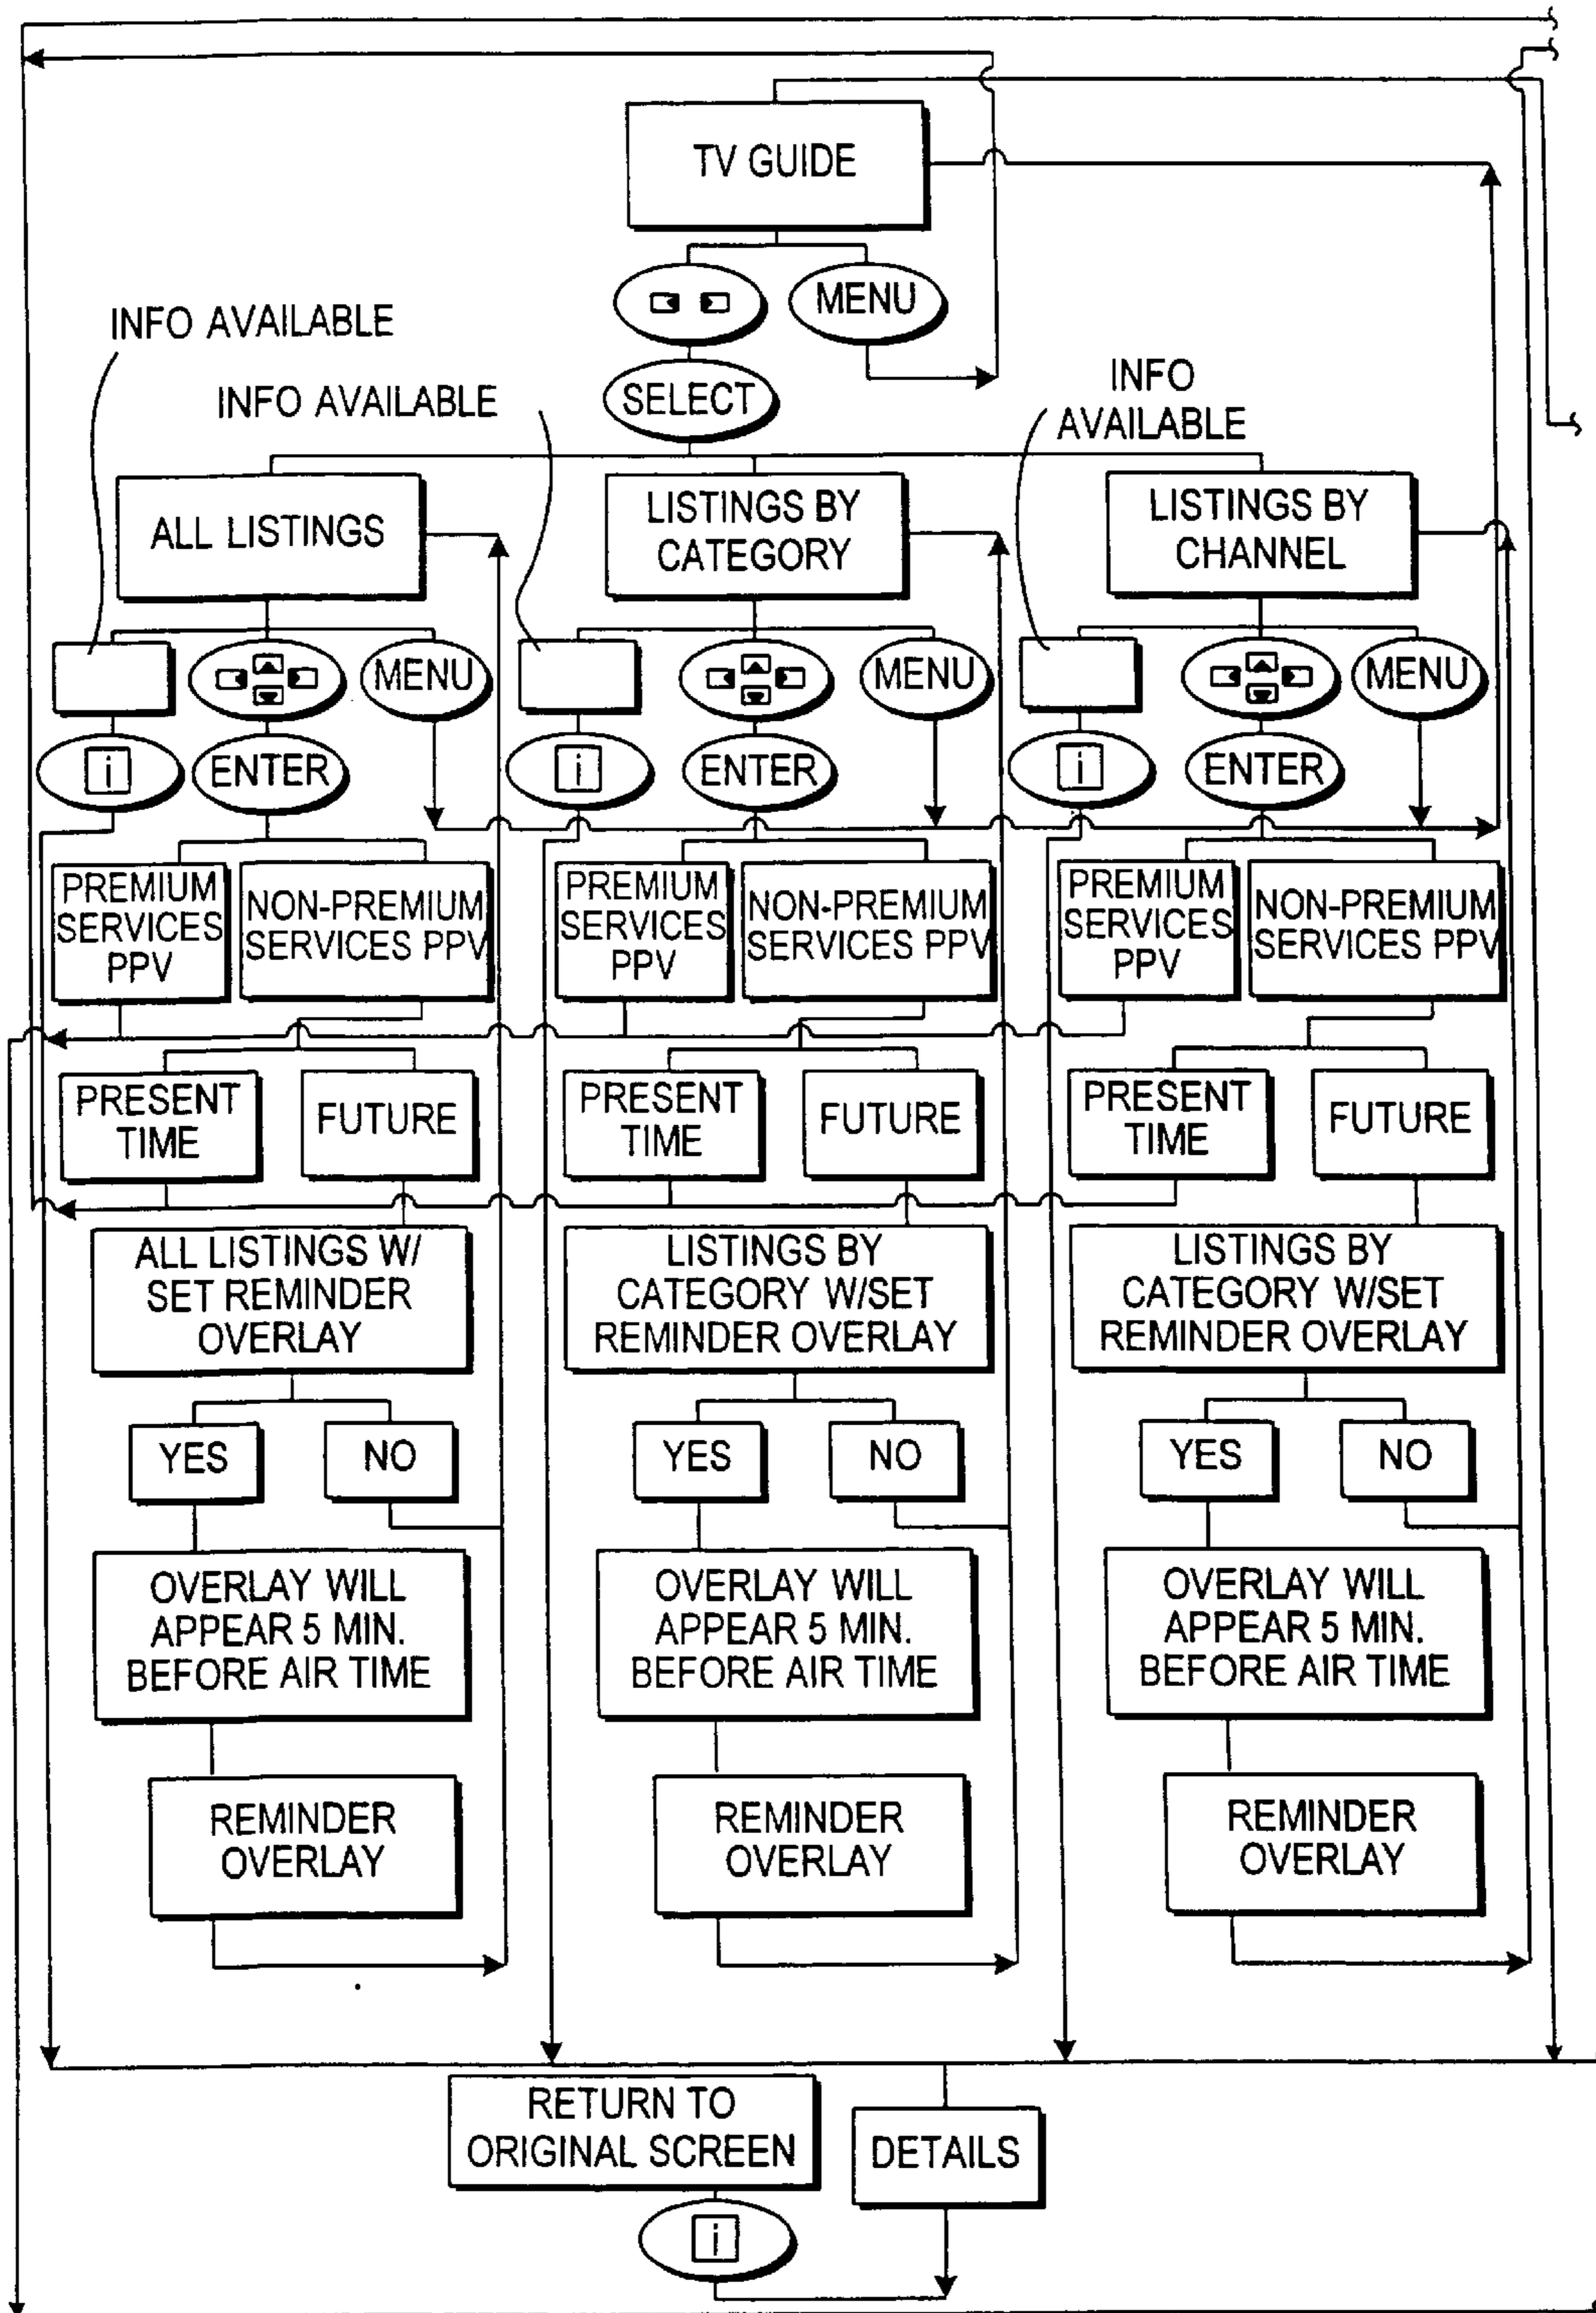 TV GUIDE
MENU
INFO AVAILABLE
INFO AVAILABLE
SELECT
INFO
AVAILABLE
ALL LISTINGS
LISTINGS BY
CATEGORY
LISTINGS BY
CHANNEL
MENU
MENU
MENU
i
ENTER
i
ENTER
i
ENTER
PREMIUM
SERVICES
PPV
NON-PREMIUM
SERVICES PPV
PREMIUM
SERVICES
PPV
NON-PREMIUM
SERVICES PPV
PREMIUM
SERVICES
PPV
NON-PREMIUM
SERVICES PPV
PRESENT
TIME
FUTURE
PRESENT
TIME
FUTURE
PRESENT
TIME
FUTURE
ALL LISTINGS W/
SET REMINDER
OVERLAY
LISTINGS BY
CATEGORY W/SET
REMINDER OVERLAY
LISTINGS BY
CATEGORY W/SET
REMINDER OVERLAY
YES
NO
YES
NO
YES
NO
OVERLAY WILL
APPEAR 5 MIN.
BEFORE AIR TIME
OVERLAY WILL
APPEAR 5 MIN.
BEFORE AIR TIME
OVERLAY WILL
APPEAR 5 MIN.
BEFORE AIR TIME
REMINDER
OVERLAY
REMINDER
OVERLAY
REMINDER
OVERLAY
RETURN TO
ORIGINAL SCREEN
DETAILS
i